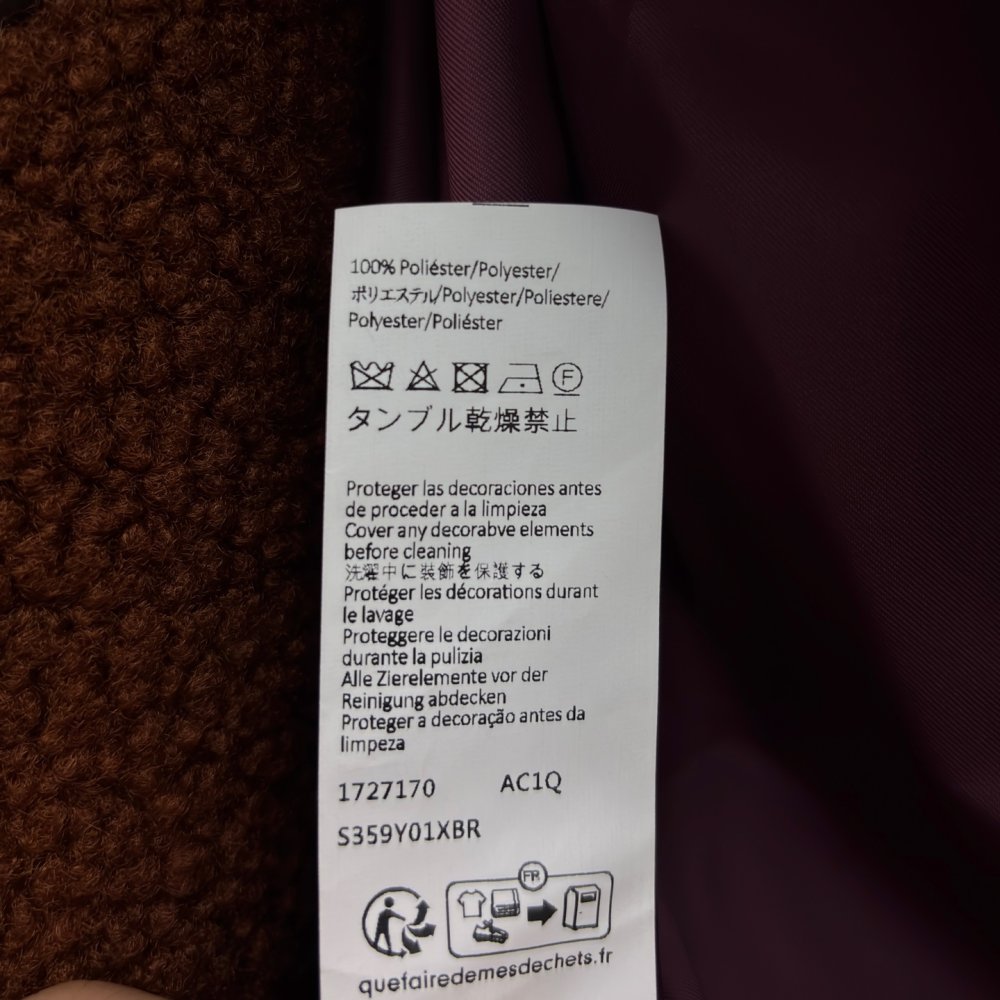 100% Poliéster/Polyester/
ポリエステル/Polyester/Poliestere/
Polyester/Poliéster
F
タンブル乾燥禁止
Proteger las decoraciones antes
de proceder a la limpieza
Cover any decorabve elements
before cleaning
洗濯中に装飾を保護する
Protéger les décorations durant
le lavage
Proteggere le decorazioni
durante la pulizia
Alle Zierelemente vor der
Reinigung abdecken
Proteger a decoração antes da
limpeza
1727170 AC1Q
S359Y01XBR
FR
quefairedemesdechets.fr